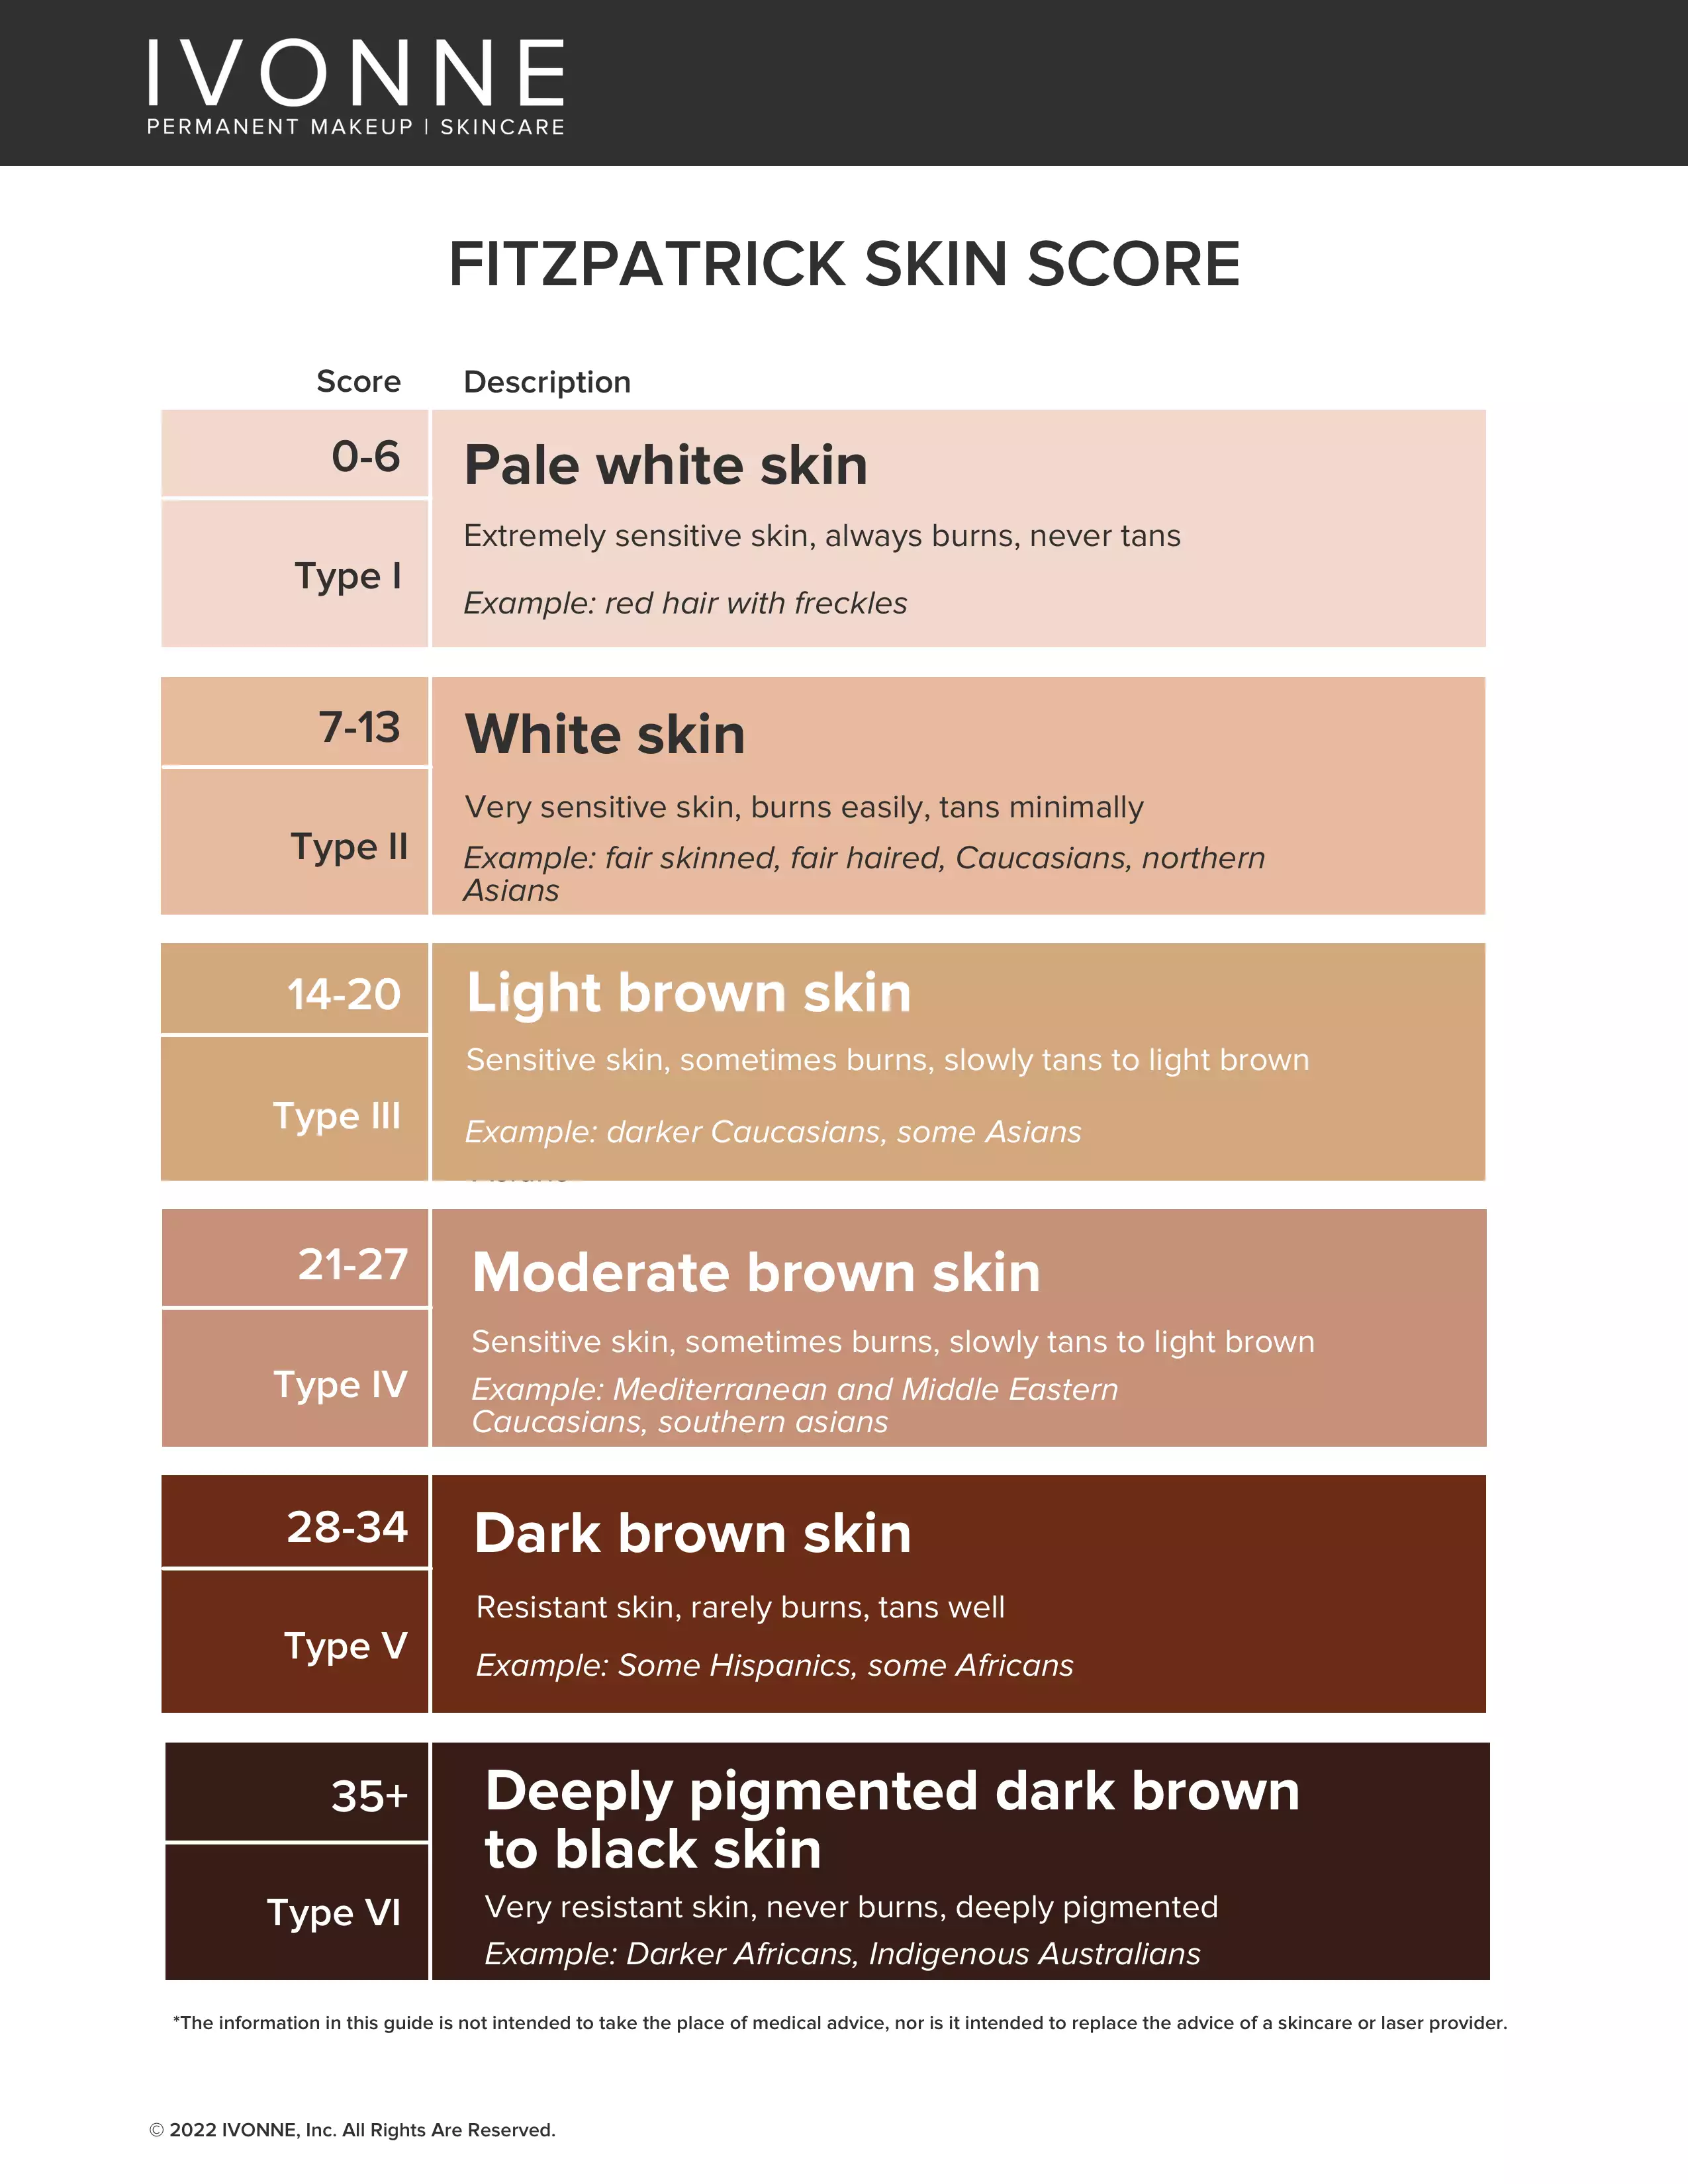 IVONNE
PERMANENT MAKEUP | SKINCARE
FITZPATRICK SKIN SCORE
Score
Description
0-6
Type I
Pale white skin
Extremely sensitive skin, always burns, never tans
Example: red hair with freckles
7-13
Type II
White skin
Very sensitive skin, burns easily, tans minimally
Example: fair skinned, fair haired, Caucasians, northern
Asians
14-20
Type III
Light brown skin
Sensitive skin, sometimes burns, slowly tans to light brown
Example: darker Caucasians, some Asians
21-27
Type IV
Moderate brown skin
Sensitive skin, sometimes burns, slowly tans to light brown
Example: Mediterranean and Middle Eastern
Caucasians, southern asians
28-34
Type V
Dark brown skin
Resistant skin, rarely burns, tans well
Example: Some Hispanics, some Africans
35+
Type VI
Deeply pigmented dark brown
to black skin
Very resistant skin, never burns, deeply pigmented
Example: Darker Africans, Indigenous Australians
*The information in this guide is not intended to take the place of medical advice, nor is it intended to replace the advice of a skincare or laser provider.
© 2022 IVONNE, Inc. All Rights Are Reserved.